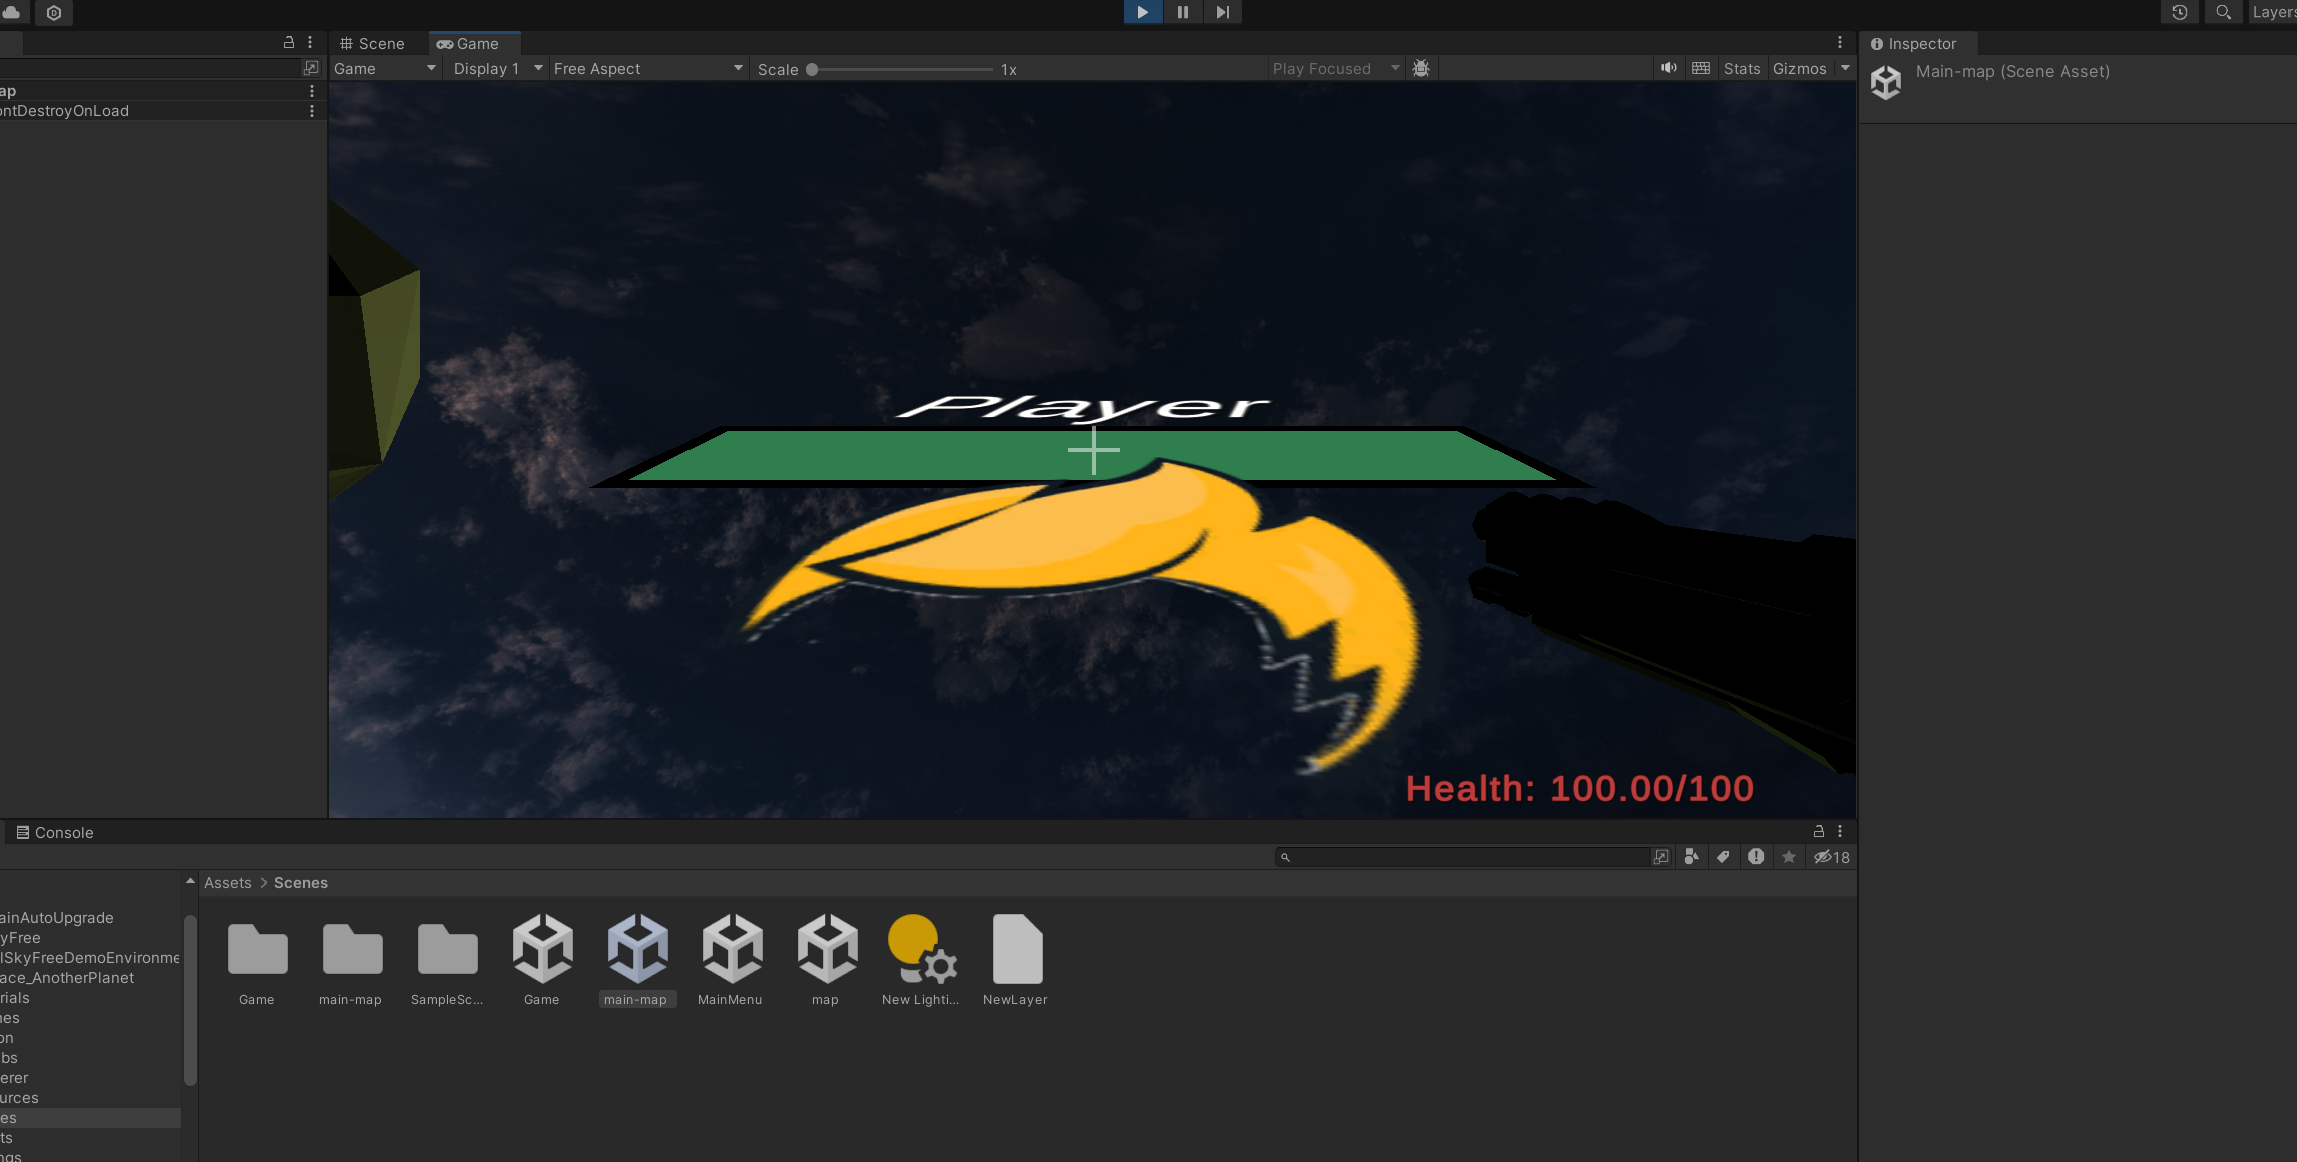 Layers
Scene
Game
Inspector
Game
Display 1
Free Aspect
Scale
1x
Play Focused
Stats
Gizmos
Main-map (Scene Asset)
ap
ontDestroyOnLoad
Player
Health: 100.00/100
Console
18
Assets > Scenes
ainAutoUpgrade
yFree
lSkyFreeDemoEnvironme
ace_AnotherPlanet
rials
nes
on
bs
erer
urces
es
ts
ngs
Game
main-map
SampleSc...
Game
main-map
MainMenu
map
New Lighti...
NewLayer